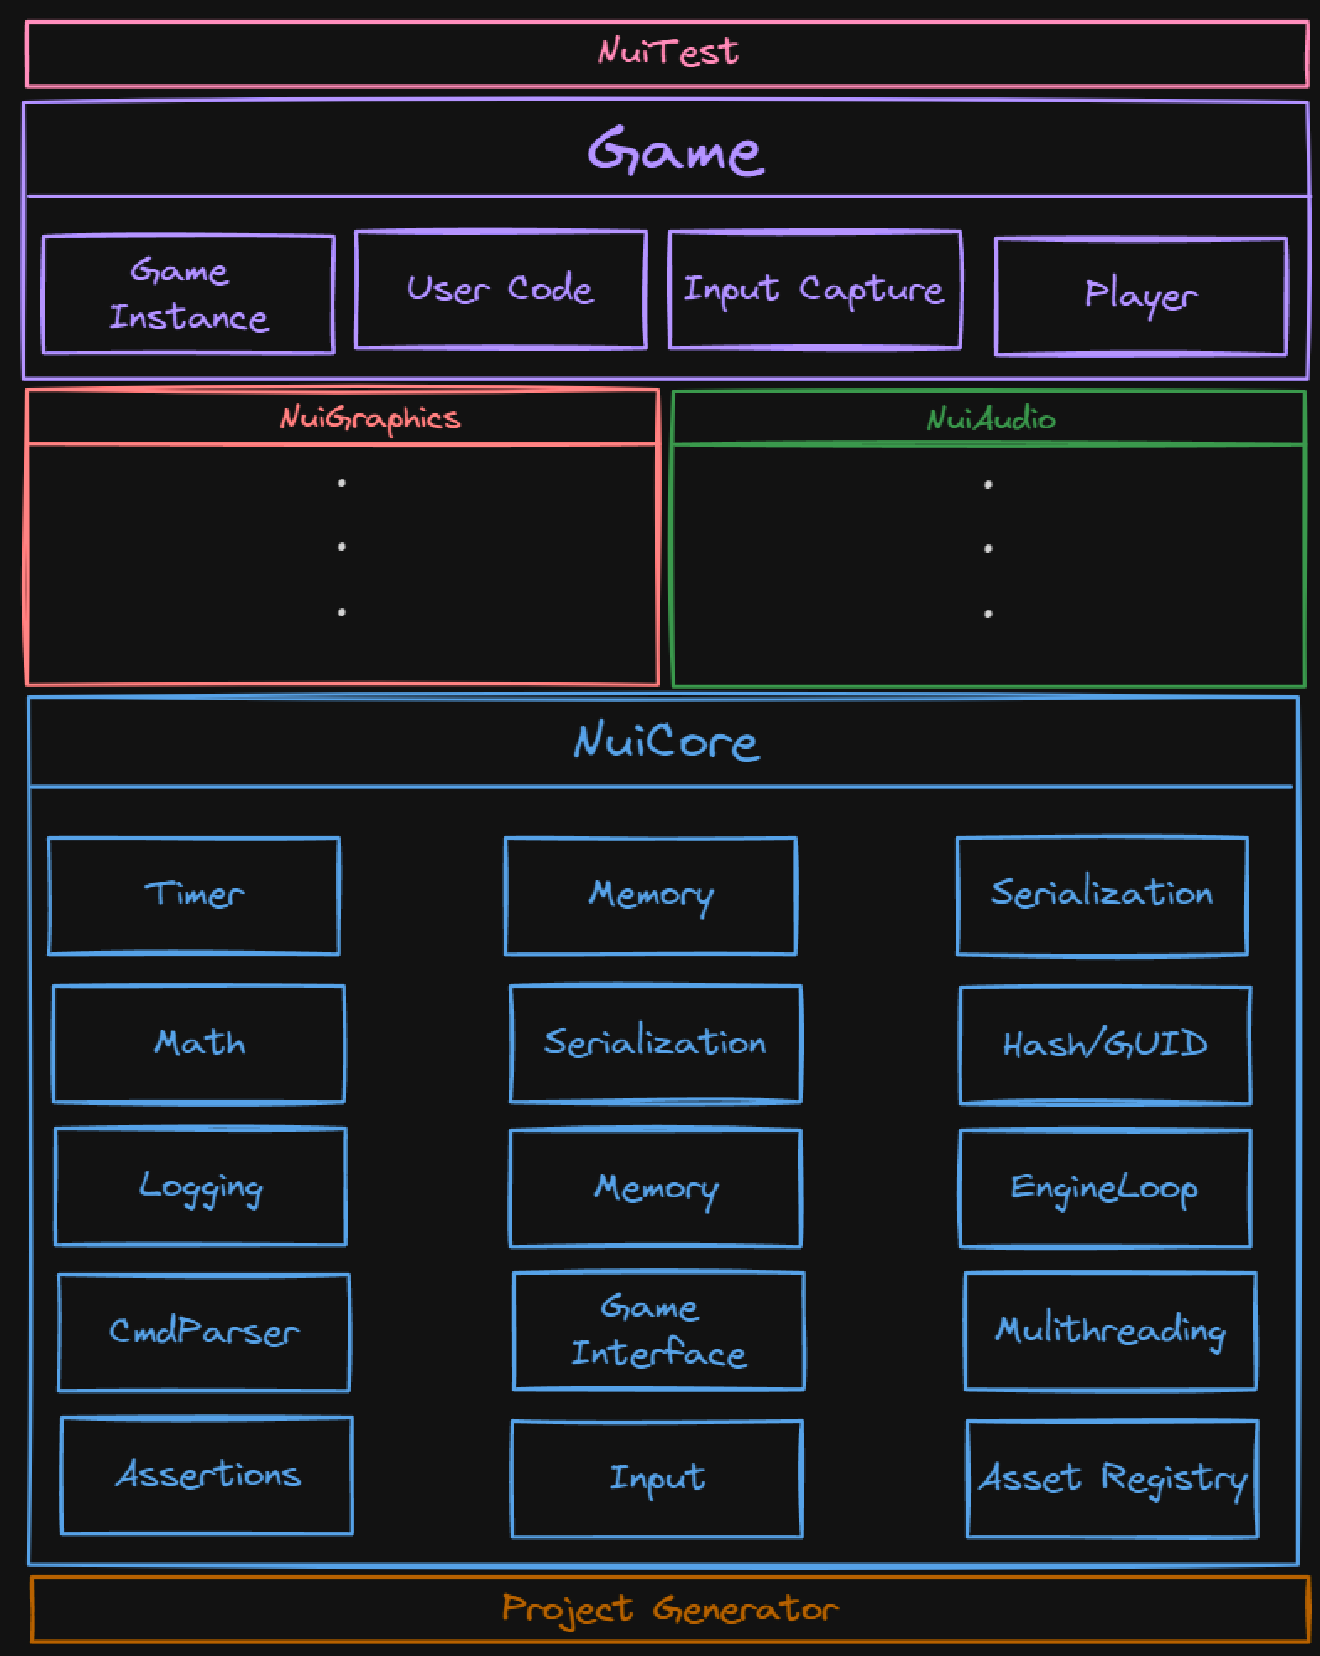 NuiTest
Game
Game
Instance
User Code
Input Capture
Player
NuiGraphics
NuiAudio
NuiCore
Timer
Memory
Serialization
Math
Serialization
Hash/GUID
Logging
Memory
EngineLoop
CmdParser
Game
Interface
Mulithreading
Assertions
Input
Asset Registry
Project Generator